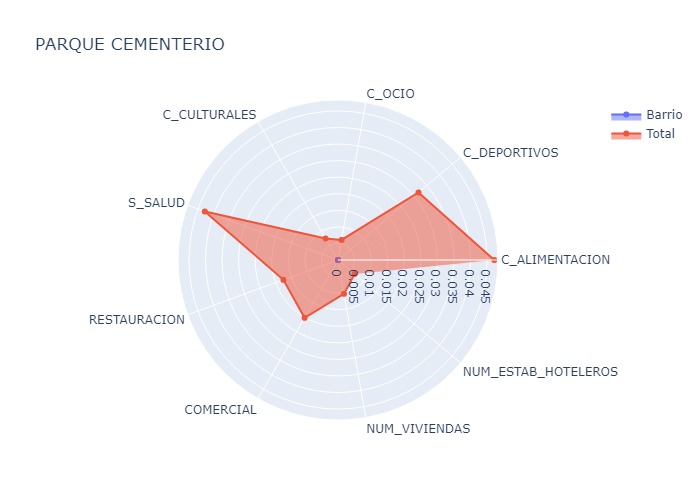 PARQUE CEMENTERIO
C_OCIO
C_CULTURALES
Barrio
Total
C_DEPORTIVOS
S_SALUD
C_ALIMENTACION
0
0.005
0.01
0.015
0.02
0.025
0.03
0.035
0.04
0.045
RESTAURACION
NUM_ESTAB_HOTELEROS
COMERCIAL
NUM_VIVIENDAS